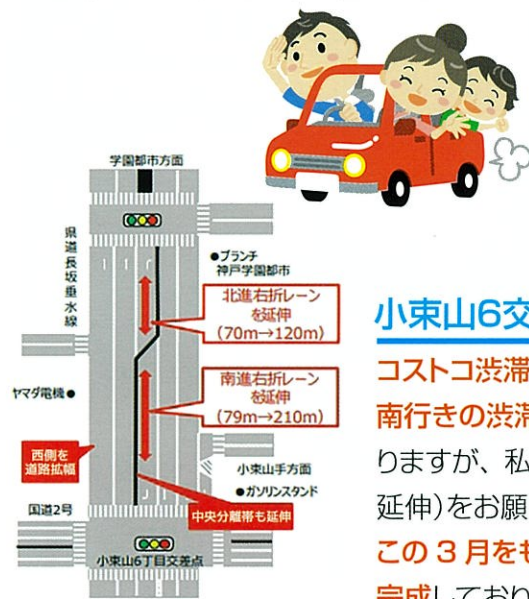 学園都市方面
県道長坂垂水線
●ブランチ
神戸学園都市
北進右折レーン
を延伸
(70m→120m)
ヤマダ電機●
南進右折レーン
を延伸
(79m→210m)
西側を
道路拡幅
小束山手方面
●ガソリンスタンド
国道2号
中央分離帯も延伸
小束山6丁目交差点
小束山6交
コストコ渋滞
南行きの渋滞
りますが、私
延伸)をお願
この 3 月をも
完成しており